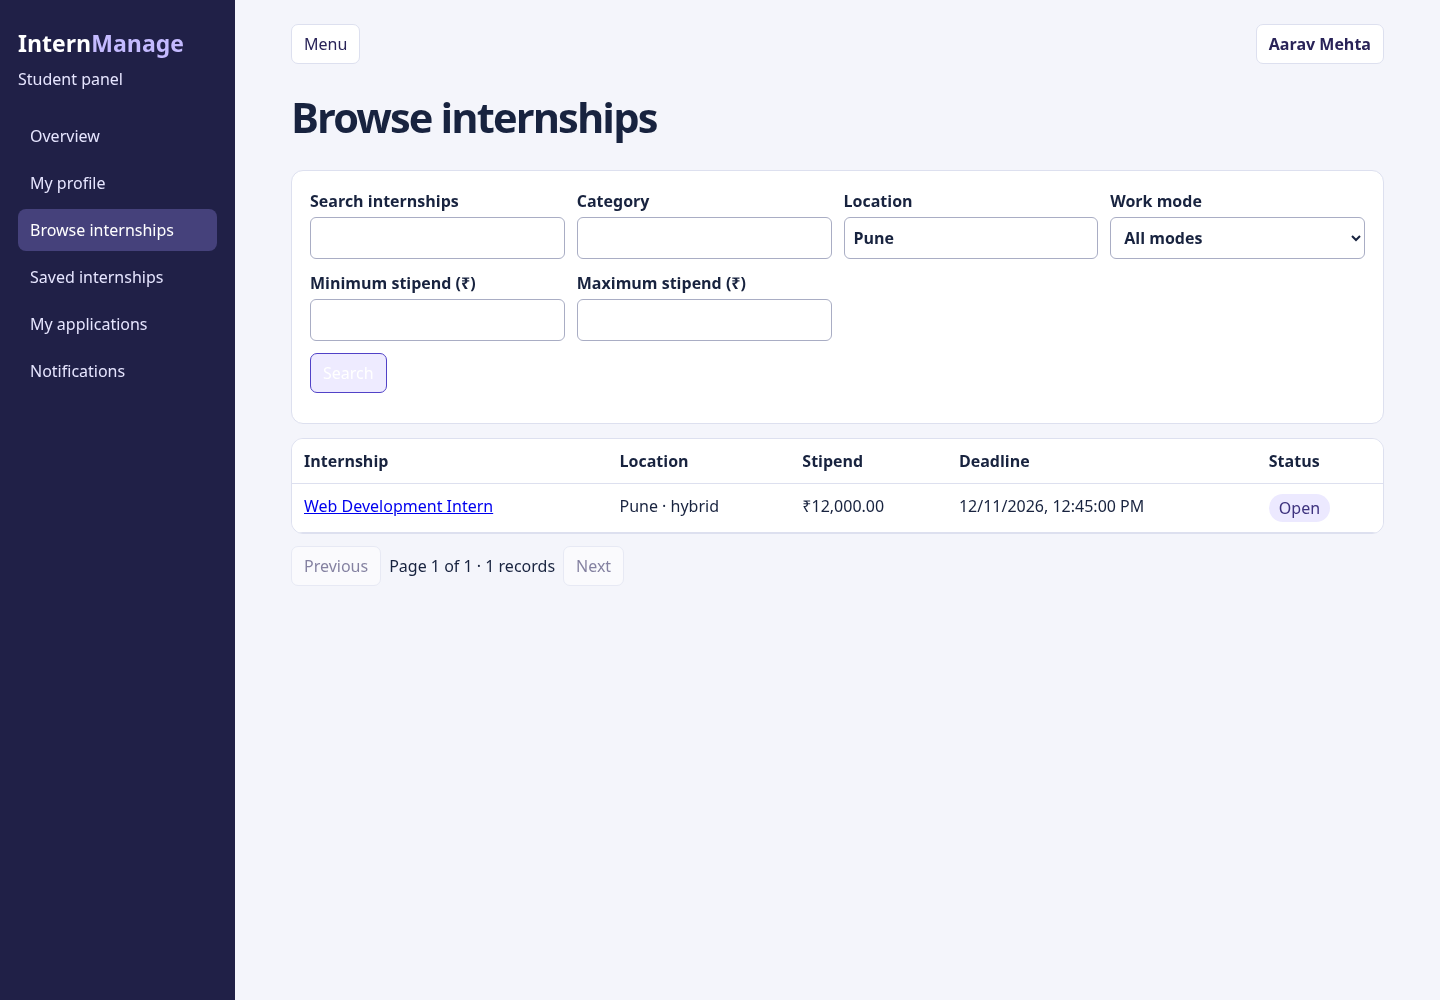 InternManage
Student panel
Overview
My profile
Browse internships
Saved internships
My applications
Notifications
Menu
Aarav Mehta
Browse internships
Search internships
Category
Location
Work mode
Pune
All modes
Minimum stipend (₹)
Maximum stipend (₹)
Search
Internship Location Stipend Deadline Status
Web Development Intern Pune · hybrid ₹12,000.00 12/11/2026, 12:45:00 PM Open
Previous Page 1 of 1 · 1 records Next